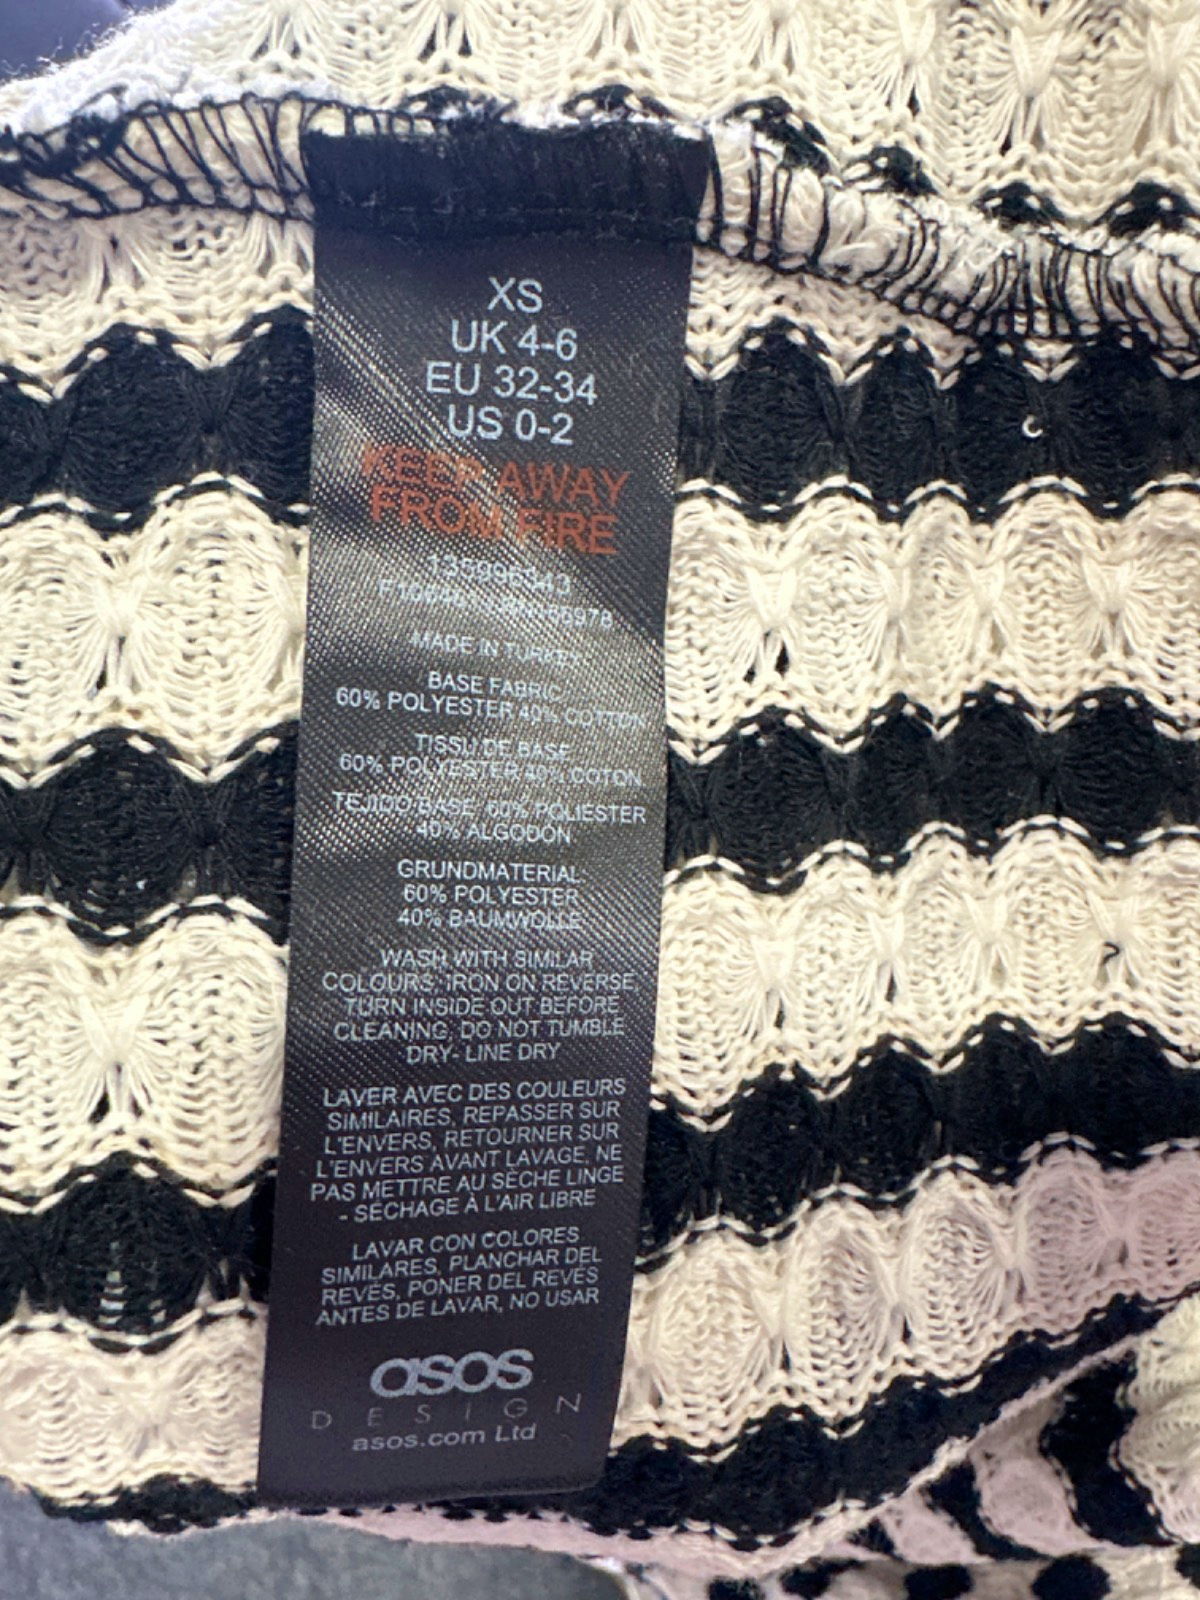 XS
UK 4-6
EU 32-34
US 0-2
KEEP AWAY
FROM FIRE
MADE IN TURKEY
BASE FABRIC
60% POLYESTER 40% COTTON
TISSU DE BASE
60% POLYESTER 40% COTON
TEJIDO BASE 60% POLIESTER
40% ALGODÓN
GRUNDMATERIAL
60% POLYESTER
40% BAUMWOLLE
WASH WITH SIMILAR
COLOURS, IRON ON REVERSE,
TURN INSIDE OUT BEFORE
CLEANING, DO NOT TUMBLE
DRY- LINE DRY
LAVER AVEC DES COULEURS
SIMILAIRES, REPASSER SUR
L'ENVERS, RETOURNER SUR
L'ENVERS AVANT LAVAGE, NE
PAS METTRE AU SÈCHE LINGE
- SÉCHAGE À L'AIR LIBRE
LAVAR CON COLORES
SIMILARES, PLANCHAR DEL
REVÉS, PONER DEL REVÉS
ANTES DE LAVAR, NO USAR
asos
DESIGN
asos.com Ltd